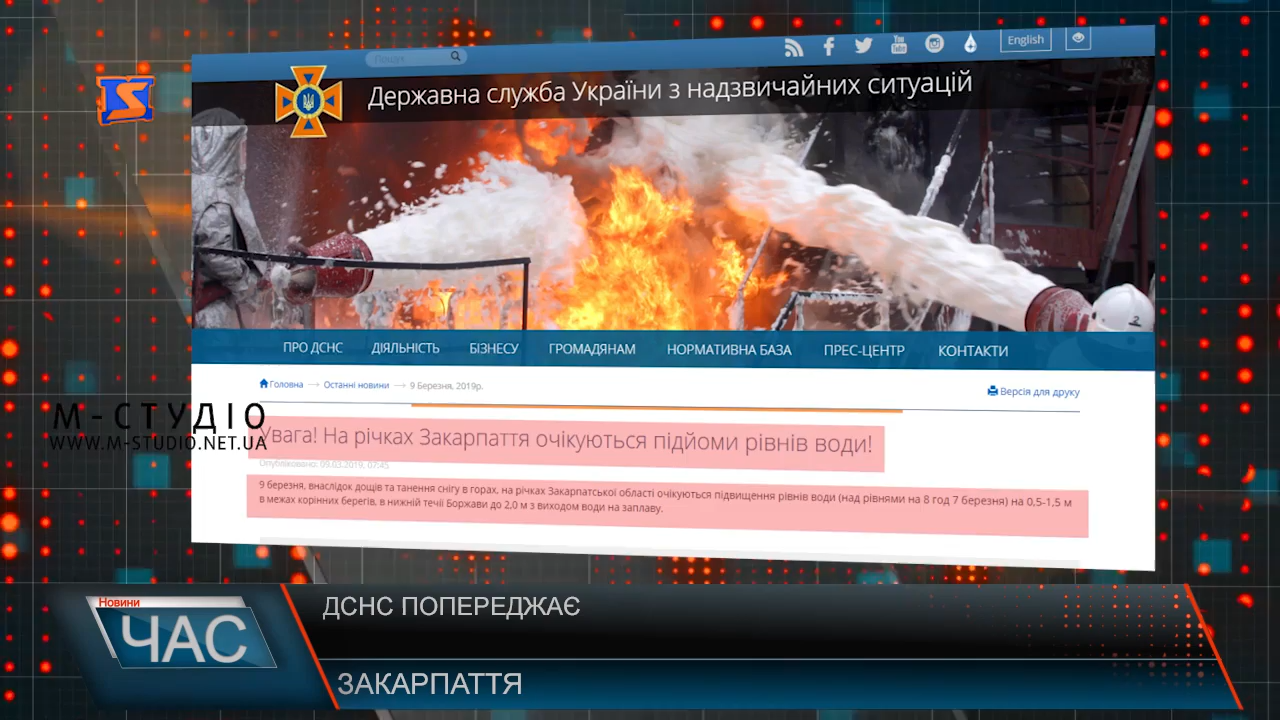 Пошук
You
Tube
English
Державна служба України з надзвичайних ситуацій
2
ПРО ДСНС ДІЯЛЬНІСТЬ БІЗНЕСУ ГРОМАДЯНАМ НОРМАТИВНА БАЗА ПРЕС-ЦЕНТР КОНТАКТИ
Головна → Останні новини → 9 Березня, 2019р.
Версія для друку
М-СТУДІО
WWW.M-STUDIO.NET.UA
Увага! На річках Закарпаття очікуються підйоми рівнів води!
Опубліковано: 09.03.2019, 07:45
9 березня, внаслідок дощів та танення снігу в горах, на річках Закарпатської області очікуються підвищення рівнів води (над рівнями на 8 год 7 березня) на 0,5-1,5 м
в межах корінних берегів, в нижній течії Боржави до 2,0 м з виходом води на заплаву.
Новини
ЧАС
ДСНС ПОПЕРЕДЖАЄ
ЗАКАРПАТТЯ